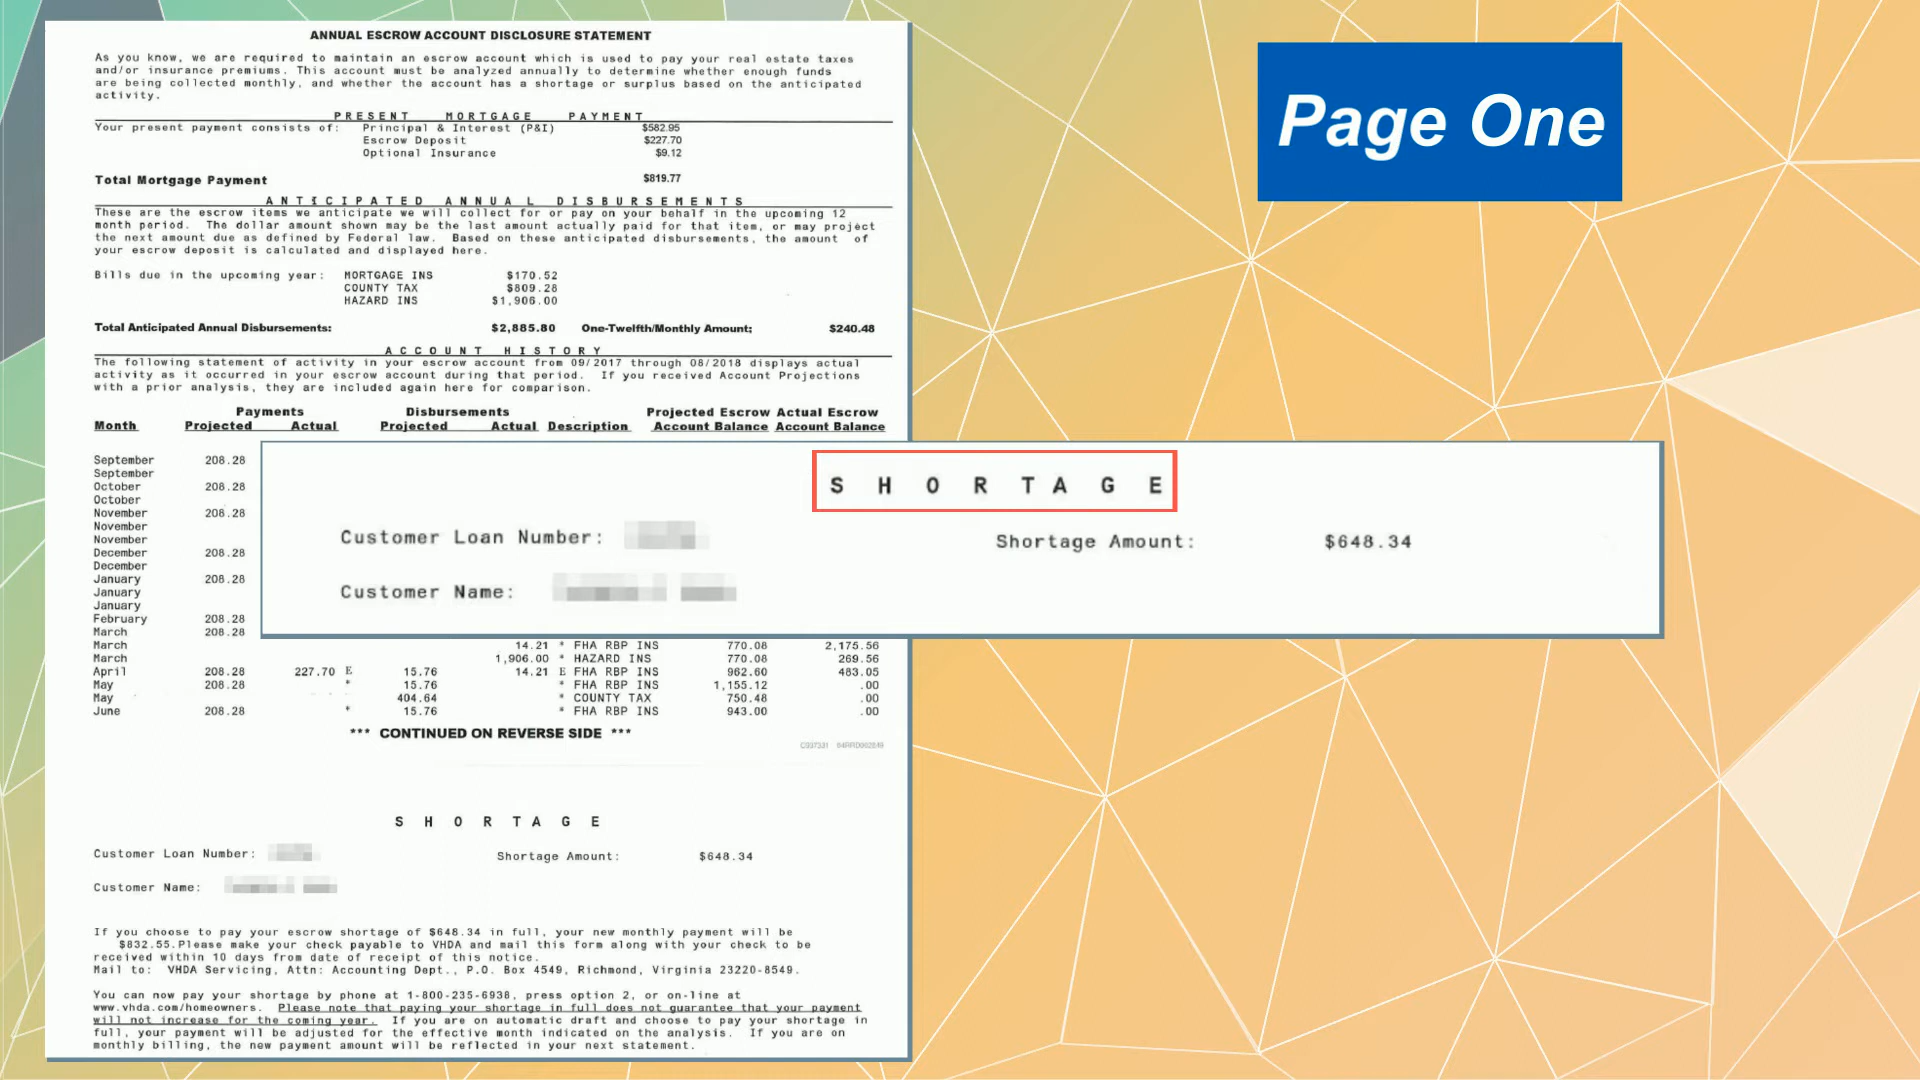 ANNUAL ESCROW ACCOUNT DISCLOSURE STATEMENT
As you know, we are required to maintain an escrow account which is used to pay your real estate taxes
and/or insurance premiums. This account must be analyzed annually to determine whether enough funds
are being collected monthly, and whether the account has a shortage or surplus based on the anticipated
activity.
PRESENT MORTGAGE PAYMENT
Your present payment consists of: Principal & Interest (P&I) $582.95
Escrow Deposit $227.70
Optional Insurance $9.12
Total Mortgage Payment $819.77
ANTICIPATED ANNUAL DISBURSEMENTS
These are the escrow items we anticipate we will collect for or pay on your behalf in the upcoming 12
month period. The dollar amount shown may be the last amount actually paid for that item, or may project
the next amount due as defined by Federal law. Based on these anticipated disbursements, the amount of
your escrow deposit is calculated and displayed here.
Bills due in the upcoming year: MORTGAGE INS $170.52
COUNTY TAX $809.28
HAZARD INS $1,906.00
Total Anticipated Annual Disbursements: $2,885.80 One-Twelfth/Monthly Amount: $240.48
ACCOUNT HISTORY
The following statement of activity in your escrow account from 09/2017 through 08/2018 displays actual
activity as it occurred in your escrow account during that period. If you received Account Projections
with a prior analysis, they are included again here for comparison.
Payments Disbursements Projected Escrow Actual Escrow
Month Projected Actual Projected Actual Description Account Balance Account Balance
September 208.28
September
October 208.28
October
November 208.28
November
November
December 208.28
December
January 208.28
January
January
February 208.28
March 208.28
March 14.21 * FHA RBP INS 770.08 2,175.56
March 1,906.00 * HAZARD INS 770.08 269.56
April 208.28 227.70 E 15.76 14.21 E FHA RBP INS 962.60 483.05
May 208.28 * 15.76 * FHA RBP INS 1,155.12 .00
May 404.64 * COUNTY TAX 750.48 .00
June 208.28 * 15.76 * FHA RBP INS 943.00 .00
*** CONTINUED ON REVERSE SIDE ***
SHORTAGE
Customer Loan Number: Shortage Amount: $648.34
Customer Name:
If you choose to pay your escrow shortage of $648.34 in full, your new monthly payment will be
$832.55.Please make your check payable to VHDA and mail this form along with your check to be
received within 10 days from date of receipt of this notice.
Mail to: VHDA Servicing, Attn: Accounting Dept., P.O. Box 4549, Richmond, Virginia 23220-8549.
You can now pay your shortage by phone at 1-800-235-6938, press option 2, or on-line at
www.vhda.com/homeowners. Please note that paying your shortage in full does not guarantee that your payment
will not increase for the coming year. If you are on automatic draft and choose to pay your shortage in
full, your payment will be adjusted for the effective month indicated on the analysis. If you are on
monthly billing, the new payment amount will be reflected in your next statement.
Page One
SHORTAGE
Customer Loan Number: Shortage Amount: $648.34
Customer Name: